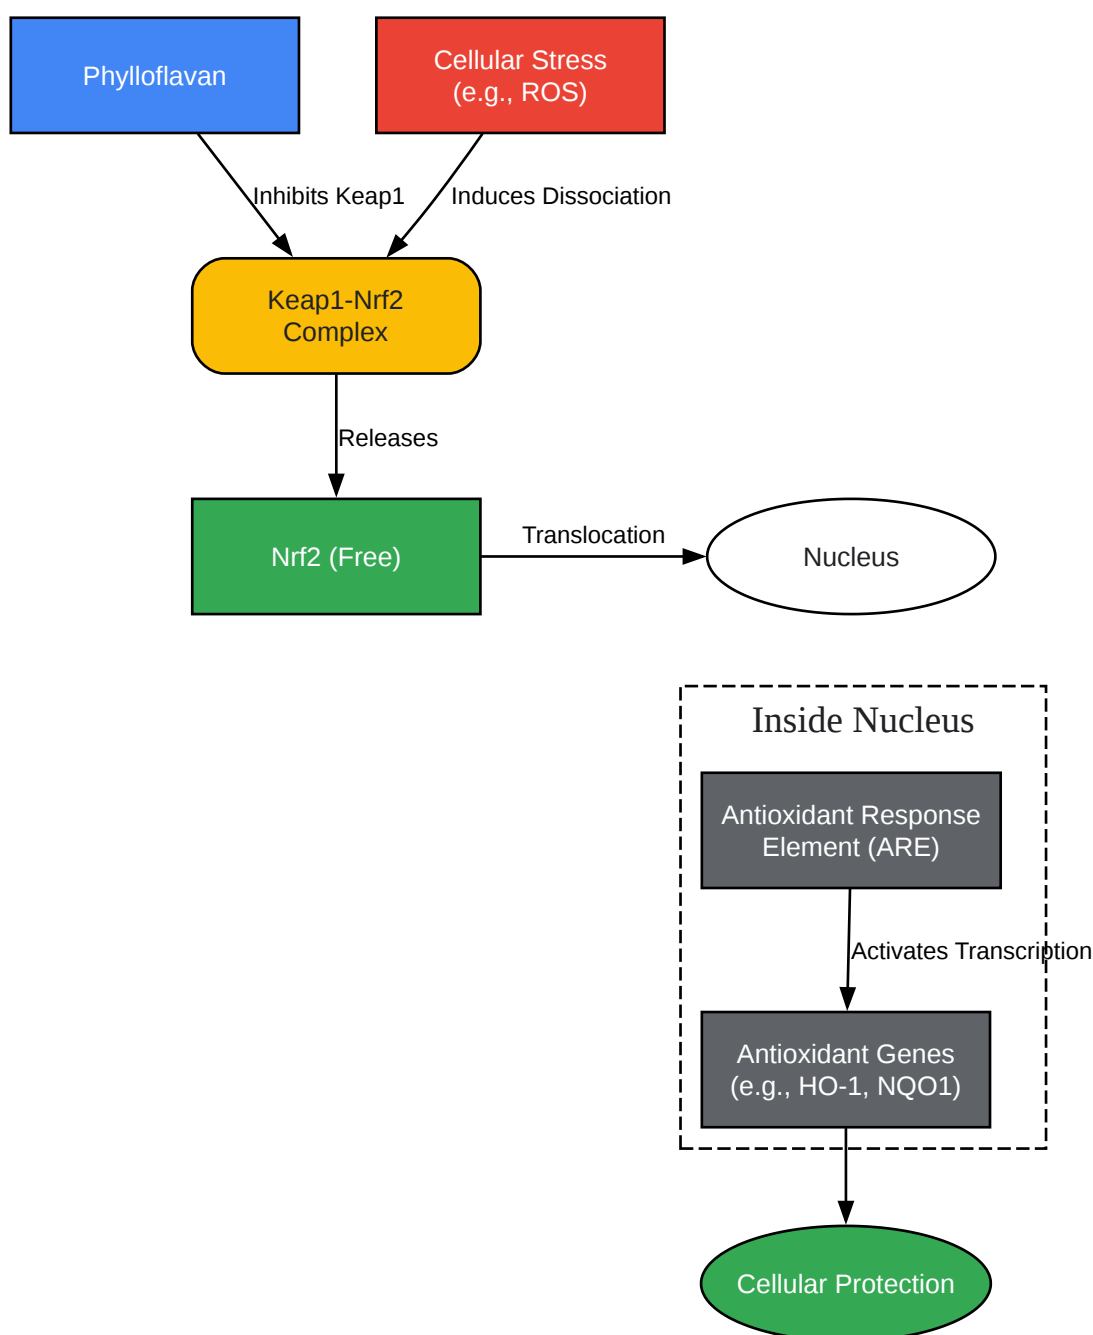 Phylloflavan
Cellular Stress
(e.g., ROS)
Inhibits Keap1
Induces Dissociation
Keap1-Nrf2
Complex
Releases
Nrf2 (Free)
Translocation
Nucleus
Inside Nucleus
Antioxidant Response
Element (ARE)
Activates Transcription
Antioxidant Genes
(e.g., HO-1, NQO1)
Cellular Protection